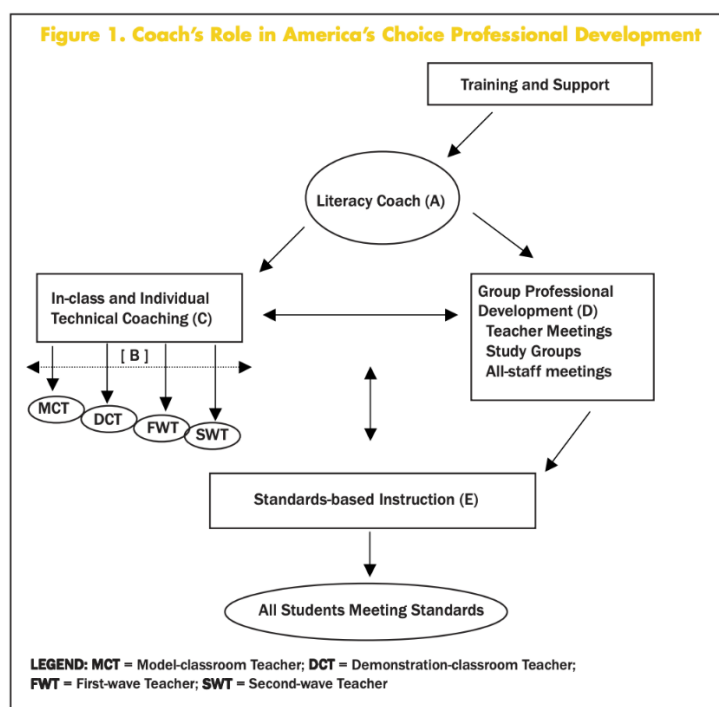 Figure 1. Coach's Role in America's Choice Professional Development
Training and Support
Literacy Coach (A)
In-class and Individual
Technical Coaching (C)
Group Professional
Development (D)
Teacher Meetings
Study Groups
All-staff meetings
[ B ]
MCT
DCT
FWT
SWT
Standards-based Instruction (E)
All Students Meeting Standards
LEGEND: MCT = Model-classroom Teacher; DCT = Demonstration-classroom Teacher;
FWT = First-wave Teacher; SWT = Second-wave Teacher